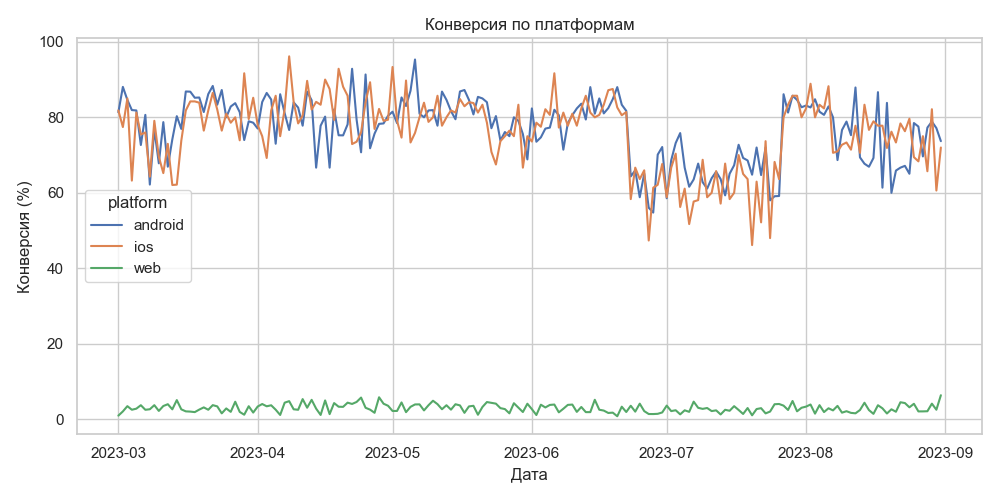 Конверсия по платформам
Конверсия (%)
100
80
60
40
20
0
platform
android
ios
web
2023-03
2023-04
2023-05
2023-06
2023-07
2023-08
2023-09
Дата